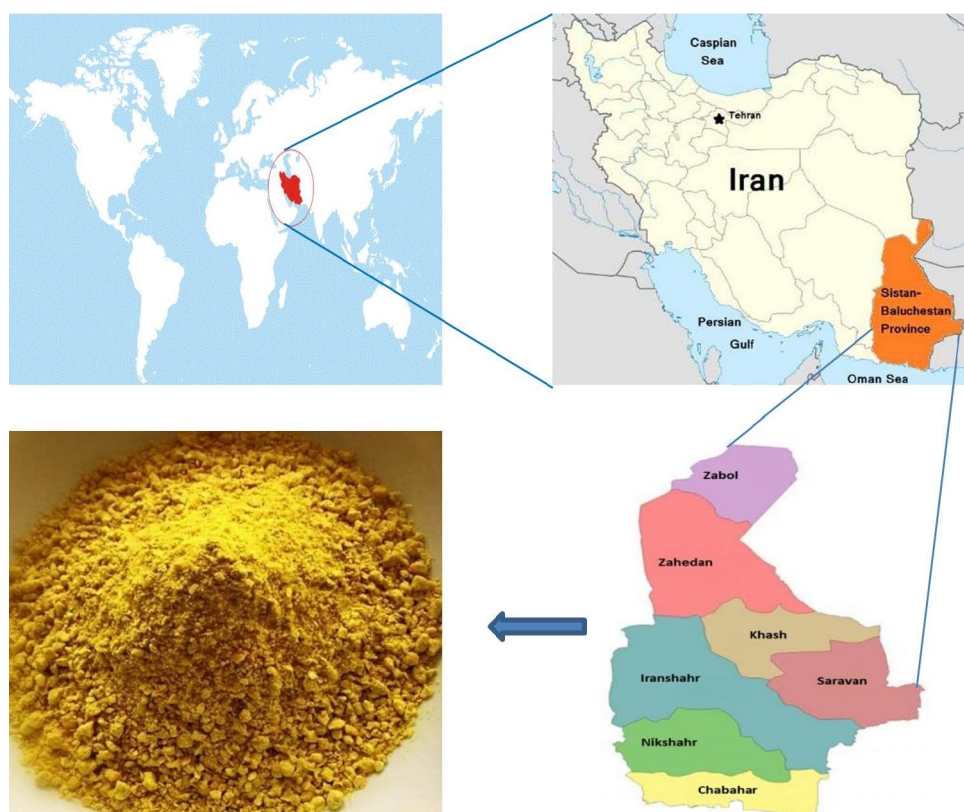 Caspian
Sea
Tehran
Iran
Sistan-
Baluchestan
Province
Persian
Gulf
Oman Sea
Zabol
Zahedan
Khash
Iranshahr
Saravan
Nikshahr
Chabahar